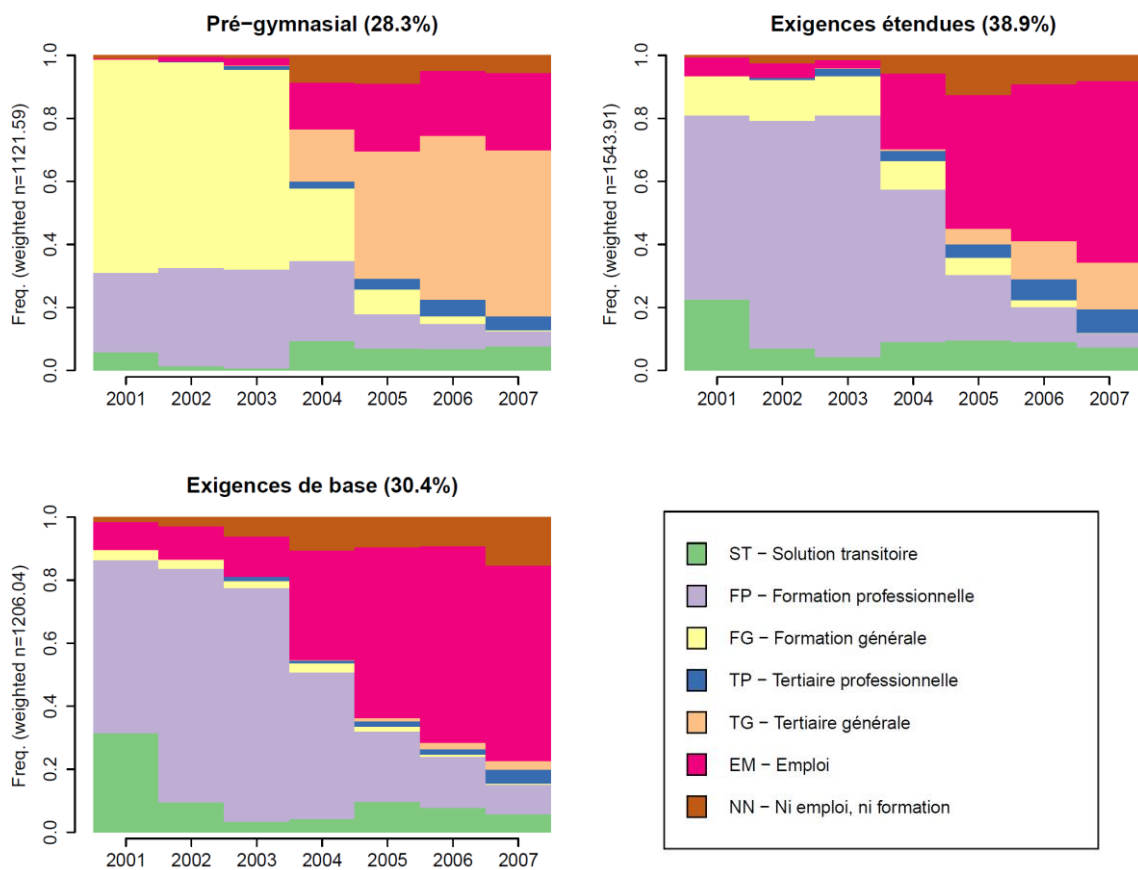 Pré−gymnasial (28.3%)
Freq. (weighted n=1121.59)
0.0 0.2 0.4 0.6 0.8 1.0
2001 2002 2003 2004 2005 2006 2007
Exigences étendues (38.9%)
Freq. (weighted n=1543.91)
0.0 0.2 0.4 0.6 0.8 1.0
2001 2002 2003 2004 2005 2006 2007
Exigences de base (30.4%)
Freq. (weighted n=1206.04)
0.0 0.2 0.4 0.6 0.8 1.0
2001 2002 2003 2004 2005 2006 2007
ST − Solution transitoire
FP − Formation professionnelle
FG − Formation générale
TP − Tertiaire professionnelle
TG − Tertiaire générale
EM − Emploi
NN − Ni emploi, ni formation